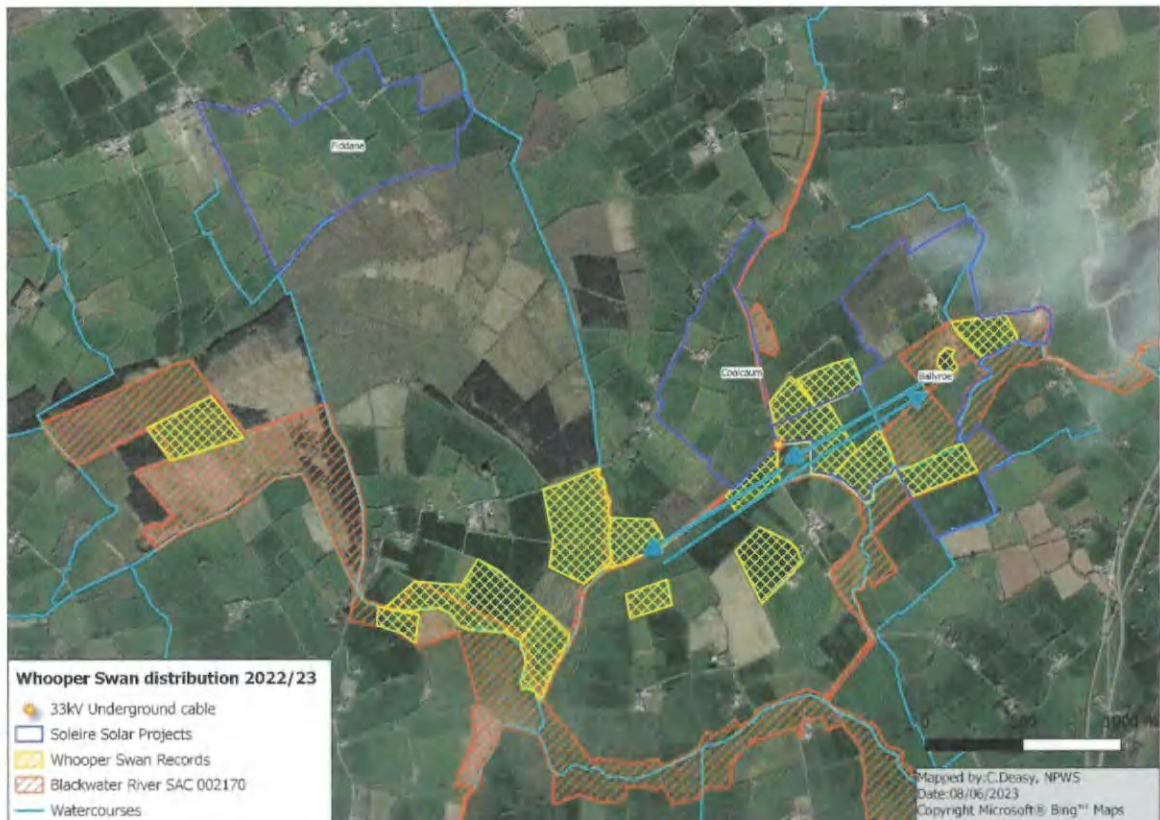 Fiddane
Coolcaum
Ballyroe
0 500 1000 m
Whooper Swan distribution 2022/23
33kV Underground cable
Soleire Solar Projects
Whooper Swan Records
Blackwater River SAC 002170
Watercourses
Mapped by:C.Deasy, NPWS
Date:08/06/2023
Copyright Microsoft® Bing™ Maps